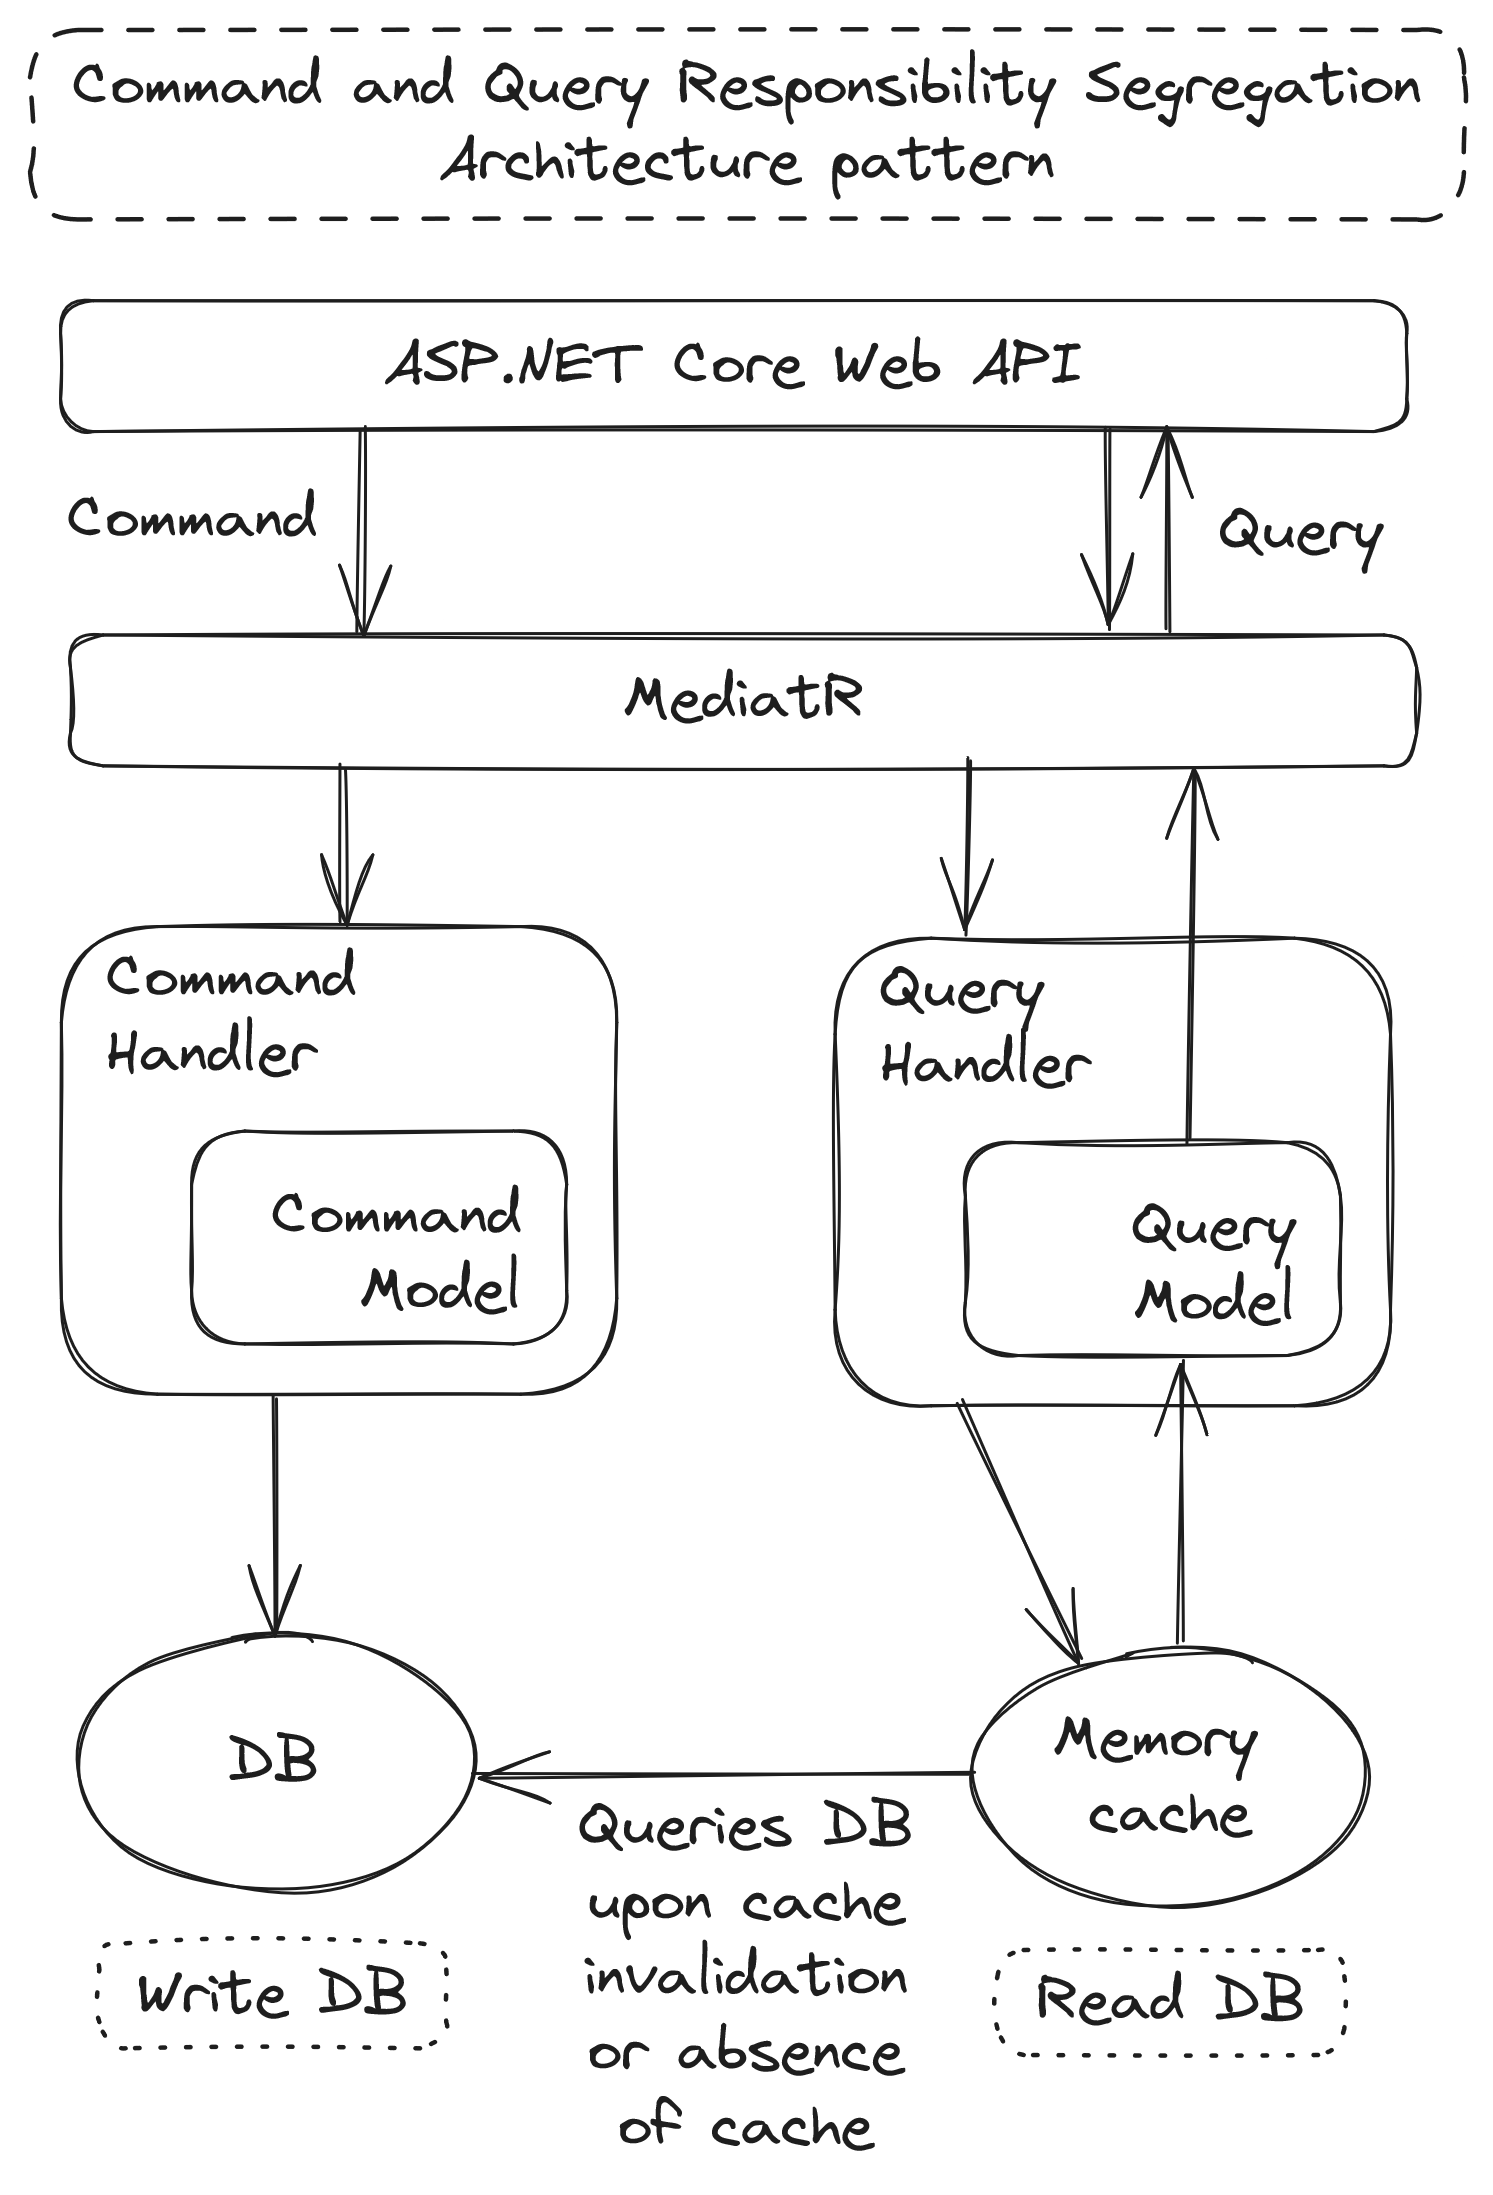 Command and Query Responsibility Segregation
Architecture pattern
ASP.NET Core Web API
Command
Query
MediatR
Command
Handler
Command
Model
Query
Handler
Query
Model
DB
Memory
cache
Queries DB
upon cache
invalidation
or absence
of cache
Write DB
Read DB